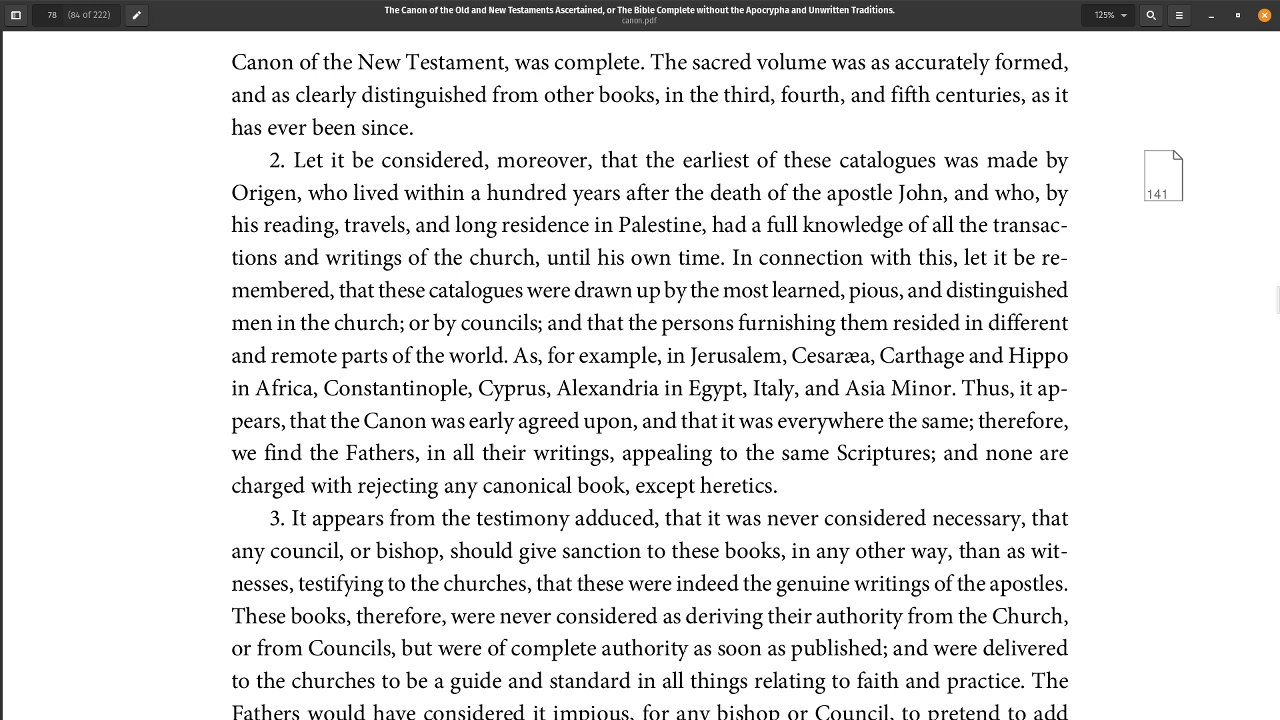 78 (84 of 222)
The Canon of the Old and New Testaments Ascertained, or The Bible Complete without the Apocrypha and Unwritten Traditions.
canon.pdf
125%
Canon of the New Testament, was complete. The sacred volume was as accurately formed,
and as clearly distinguished from other books, in the third, fourth, and fifth centuries, as it
has ever been since.
2. Let it be considered, moreover, that the earliest of these catalogues was made by
Origen, who lived within a hundred years after the death of the apostle John, and who, by
his reading, travels, and long residence in Palestine, had a full knowledge of all the transac-
tions and writings of the church, until his own time. In connection with this, let it be re-
membered, that these catalogues were drawn up by the most learned, pious, and distinguished
men in the church; or by councils; and that the persons furnishing them resided in different
and remote parts of the world. As, for example, in Jerusalem, Cesaræa, Carthage and Hippo
in Africa, Constantinople, Cyprus, Alexandria in Egypt, Italy, and Asia Minor. Thus, it ap-
pears, that the Canon was early agreed upon, and that it was everywhere the same; therefore,
we find the Fathers, in all their writings, appealing to the same Scriptures; and none are
charged with rejecting any canonical book, except heretics.
3. It appears from the testimony adduced, that it was never considered necessary, that
any council, or bishop, should give sanction to these books, in any other way, than as wit-
nesses, testifying to the churches, that these were indeed the genuine writings of the apostles.
These books, therefore, were never considered as deriving their authority from the Church,
or from Councils, but were of complete authority as soon as published; and were delivered
to the churches to be a guide and standard in all things relating to faith and practice. The
Fathers would have considered it impious, for any bishop or Council, to pretend to add
141